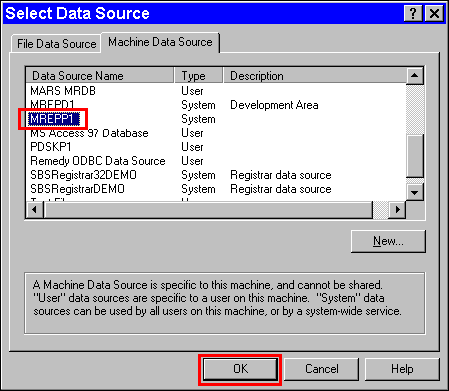 Select Data Source
File Data Source Machine Data Source
Data Source Name Type Description
MARS MRDB User
MREPD1 System Development Area
MREPP1 System
MS Access 97 Database User
PDSKP1 User
Remedy ODBC Data Source User
SBSRegistrar32DEMO System Registrar data source
SBSRegistrarDEMO System Registrar data source
New...
A Machine Data Source is specific to this machine, and cannot be shared.
"User" data sources are specific to a user on this machine. "System" data
sources can be used by all users on this machine, or by a system-wide service.
OK Cancel Help